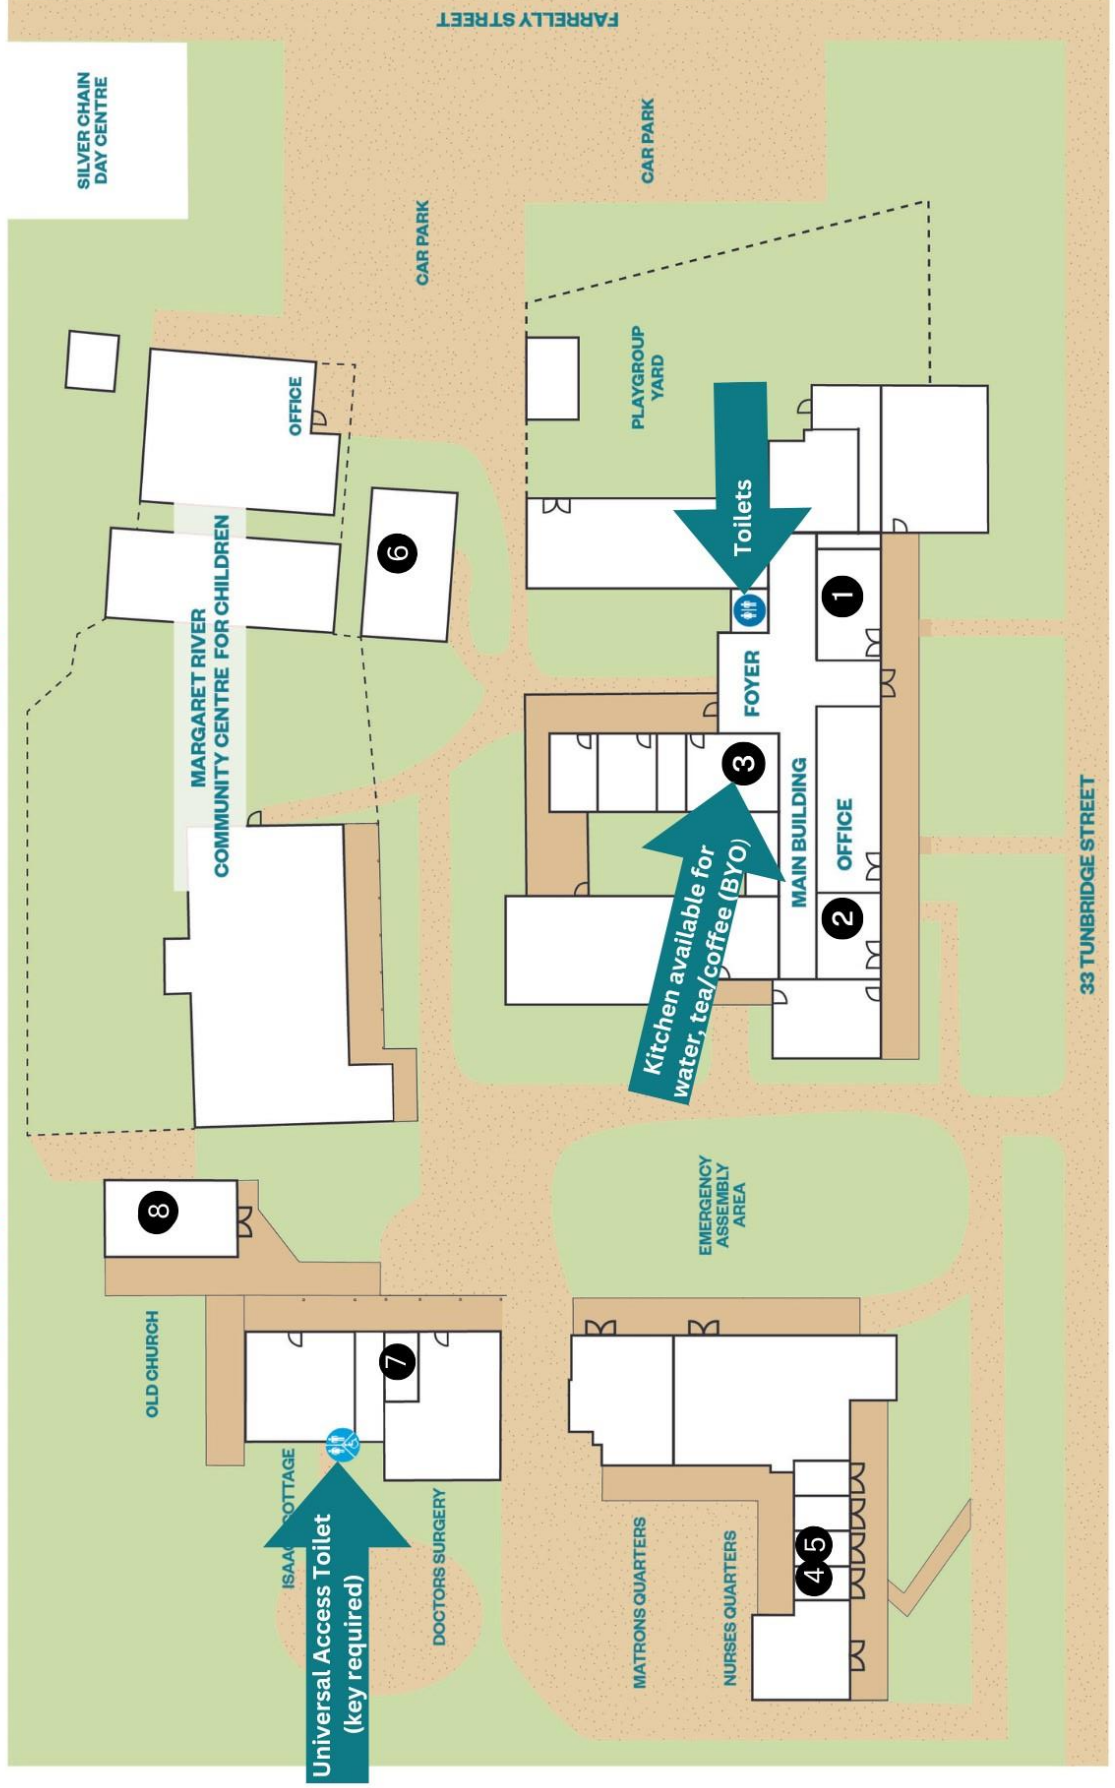 SILVER CHAIN
DAY CENTRE
OLD CHURCH
8
MARGARET RIVER
COMMUNITY CENTRE FOR CHILDREN
OFFICE
COTTAGE
Universal Access Toilet
(key required)
7
6
CAR PARK
DOCTORS SURGERY
FARRELLY STREET
MATRONS QUARTERS
Kitchen available for
water, tea/coffee (BYO)
PLAYGROUP
YARD
CAR PARK
EMERGENCY
ASSEMBLY
AREA
NURSES QUARTERS
3
FOYER
Toilets
MAIN BUILDING
4
5
2
OFFICE
1
33 TUNBRIDGE STREET